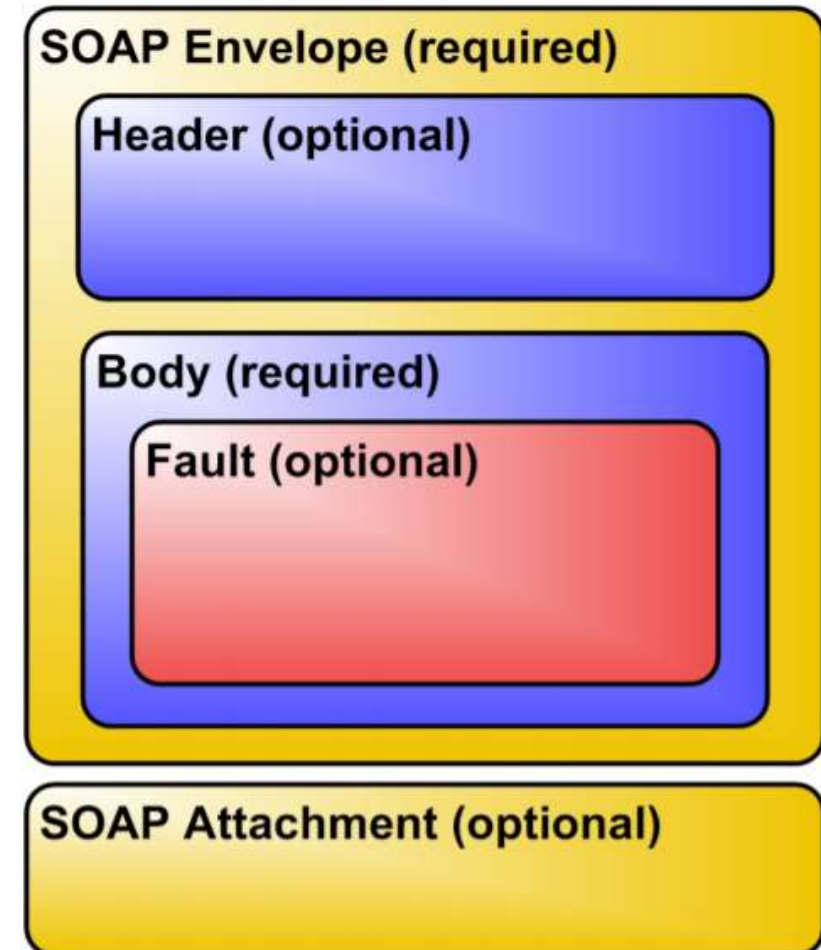 SOAP Envelope (required)
Header (optional)
Body (required)
Fault (optional)
SOAP Attachment (optional)